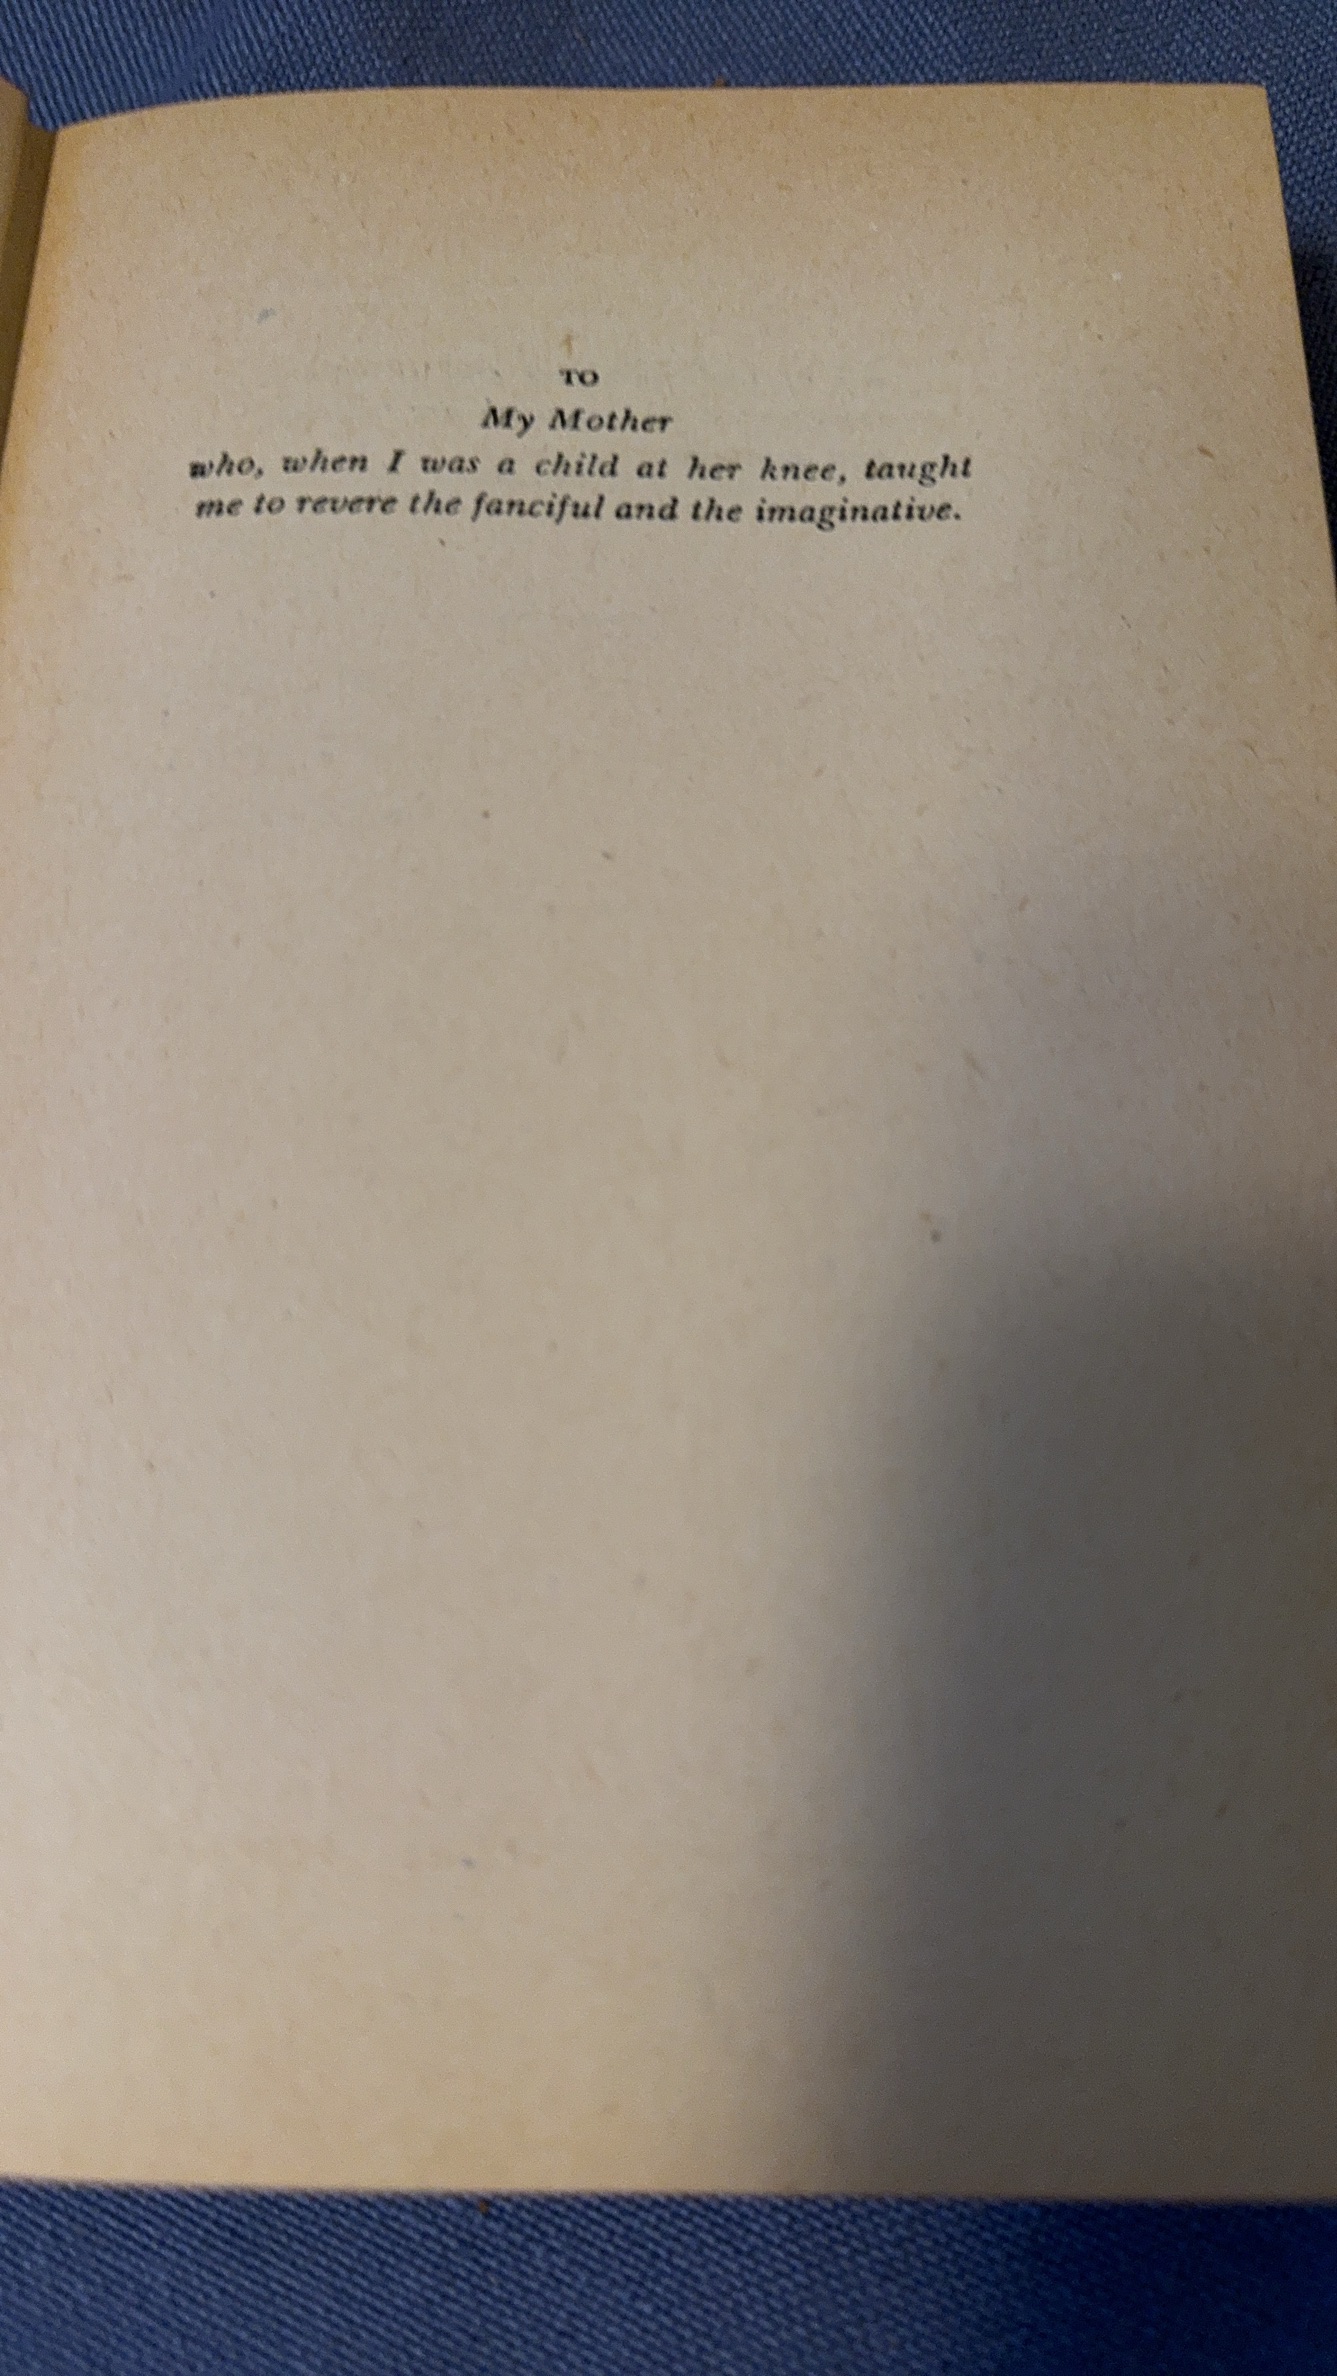 TO
My Mother
who, when I was a child at her knee, taught
me to revere the fanciful and the imaginative.